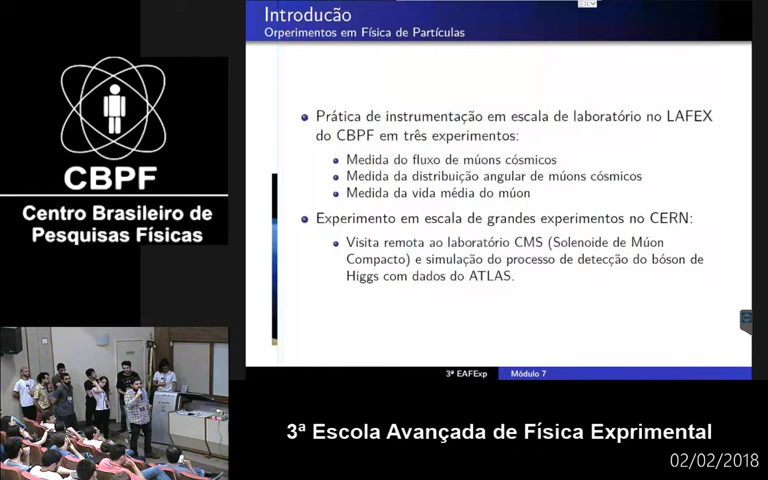 Introducão
Orperimentos em Física de Partículas
Prática de instrumentação em escala de laboratório no LAFEX
do CBPF em três experimentos:
Medida do fluxo de múons cósmicos
Medida da distribuição angular de múons cósmicos
Medida da vida média do múon
Experimento em escala de grandes experimentos no CERN:
Visita remota ao laboratório CMS (Solenoide de Múon
Compacto) e simulação do processo de detecção do bóson de
Higgs com dados do ATLAS.
3ª EAFExp
Módulo 7
CBPF
Centro Brasileiro de
Pesquisas Físicas
3ª Escola Avançada de Física Exprimental
02/02/2018